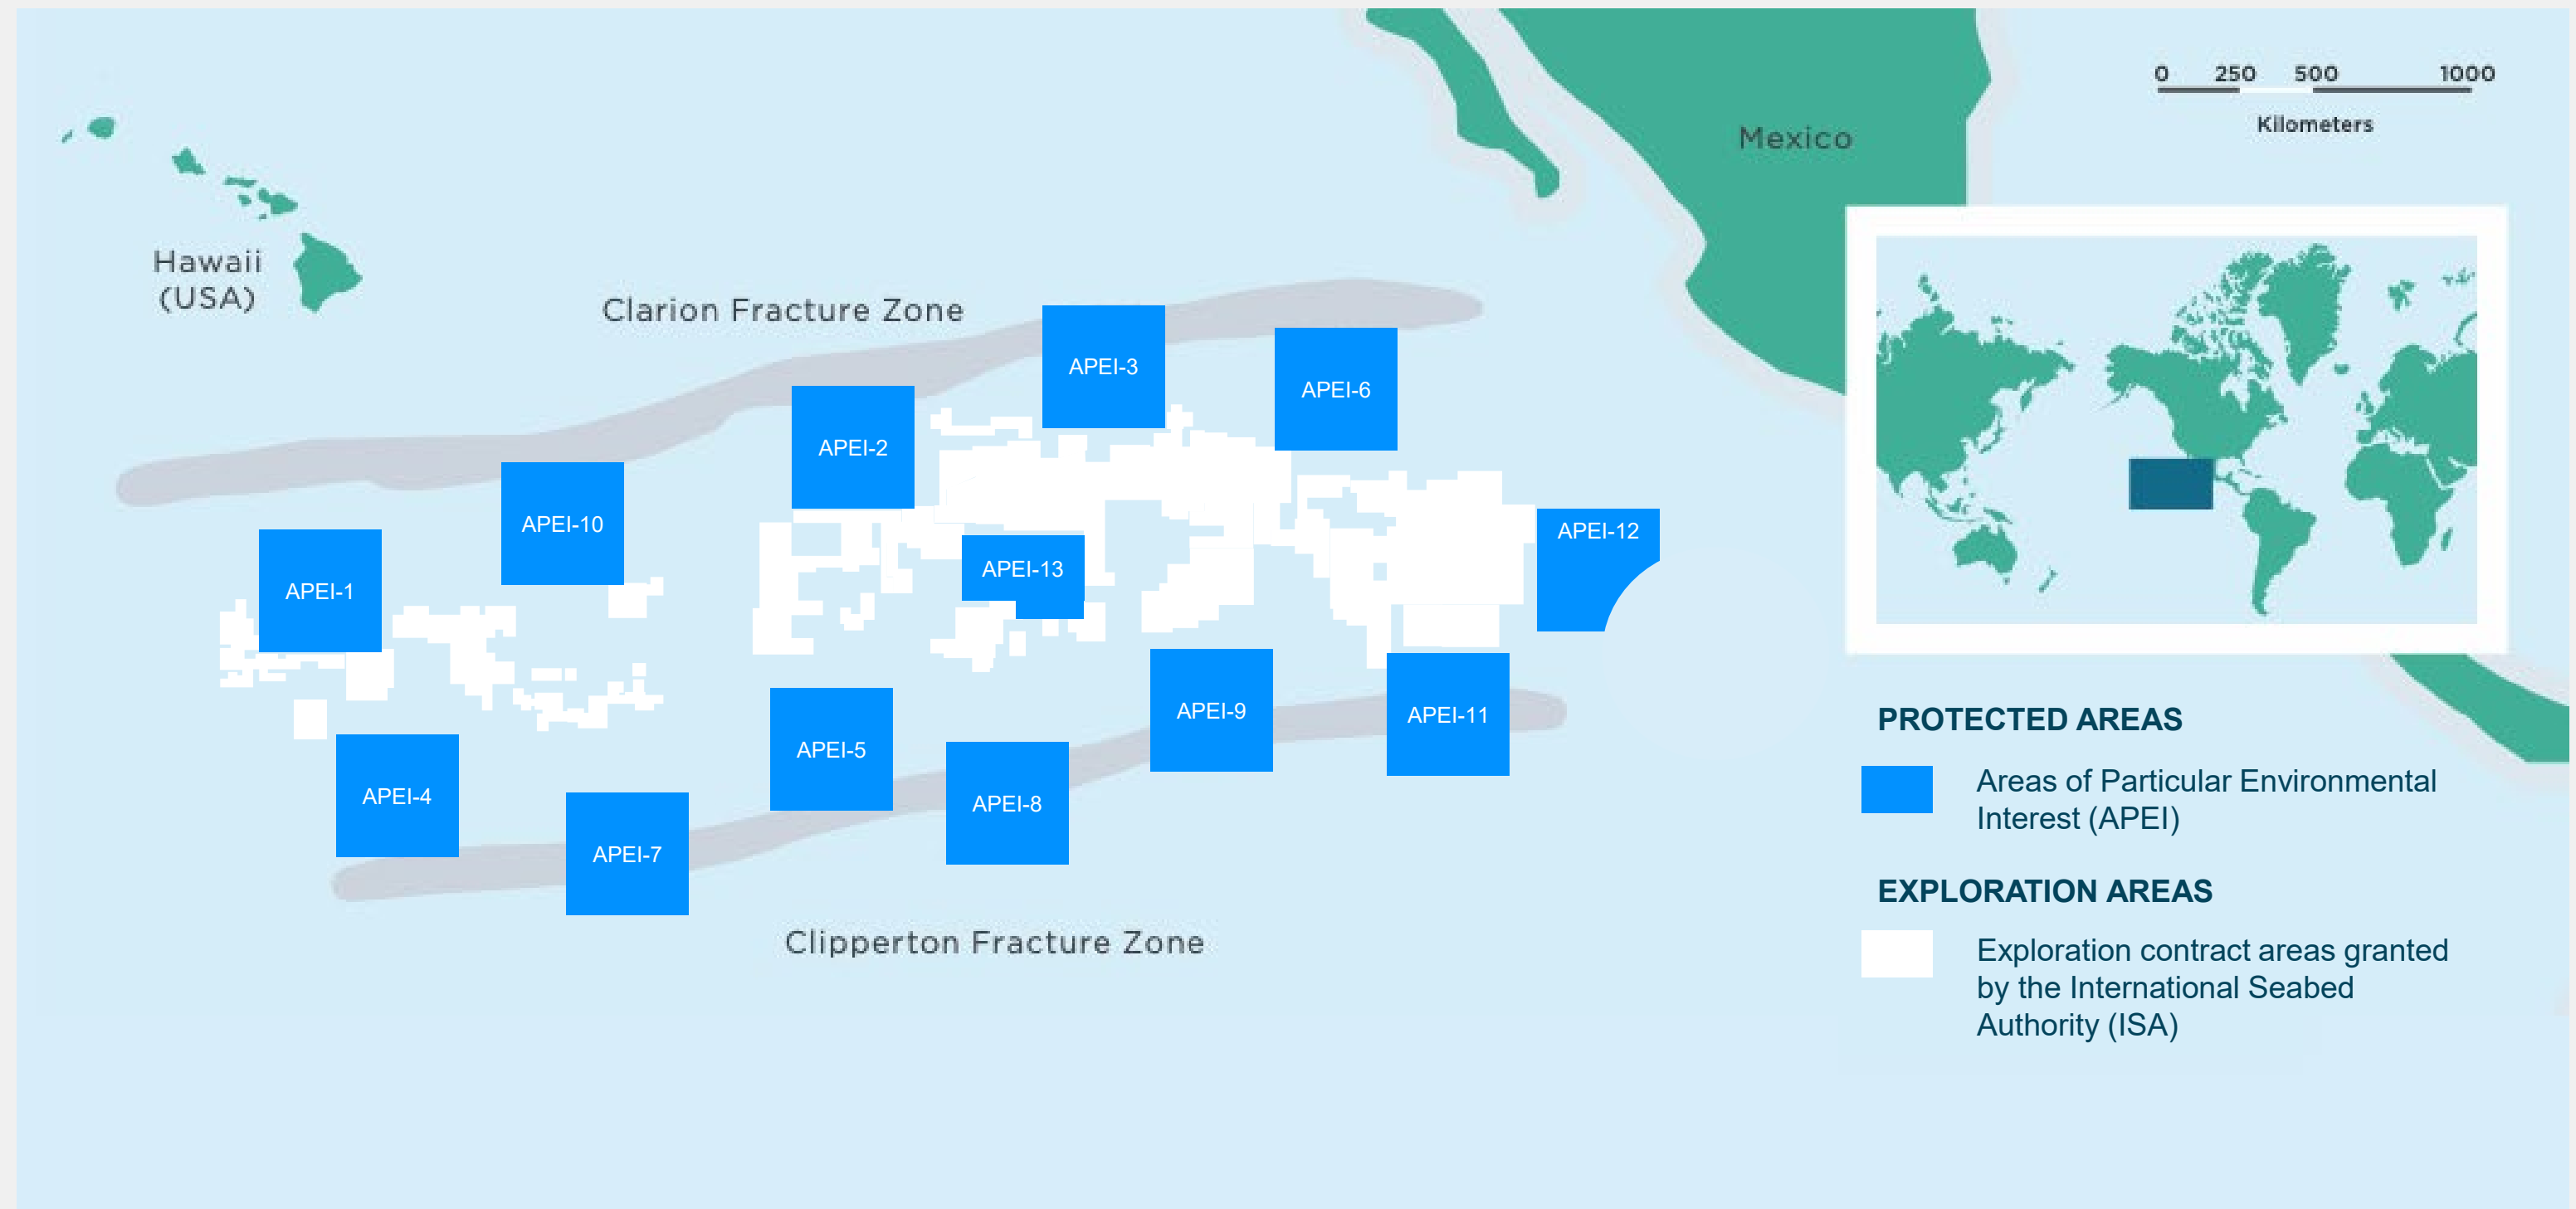 0 250 500 1000
Kilometers
Mexico
Hawaii
(USA)
Clarion Fracture Zone
APEI-3
APEI-6
APEI-2
APEI-10
APEI-12
APEI-13
APEI-1
APEI-9
APEI-11
APEI-5
APEI-4
APEI-8
APEI-7
Clipperton Fracture Zone
PROTECTED AREAS
Areas of Particular Environmental
Interest (APEI)
EXPLORATION AREAS
Exploration contract areas granted
by the International Seabed
Authority (ISA)